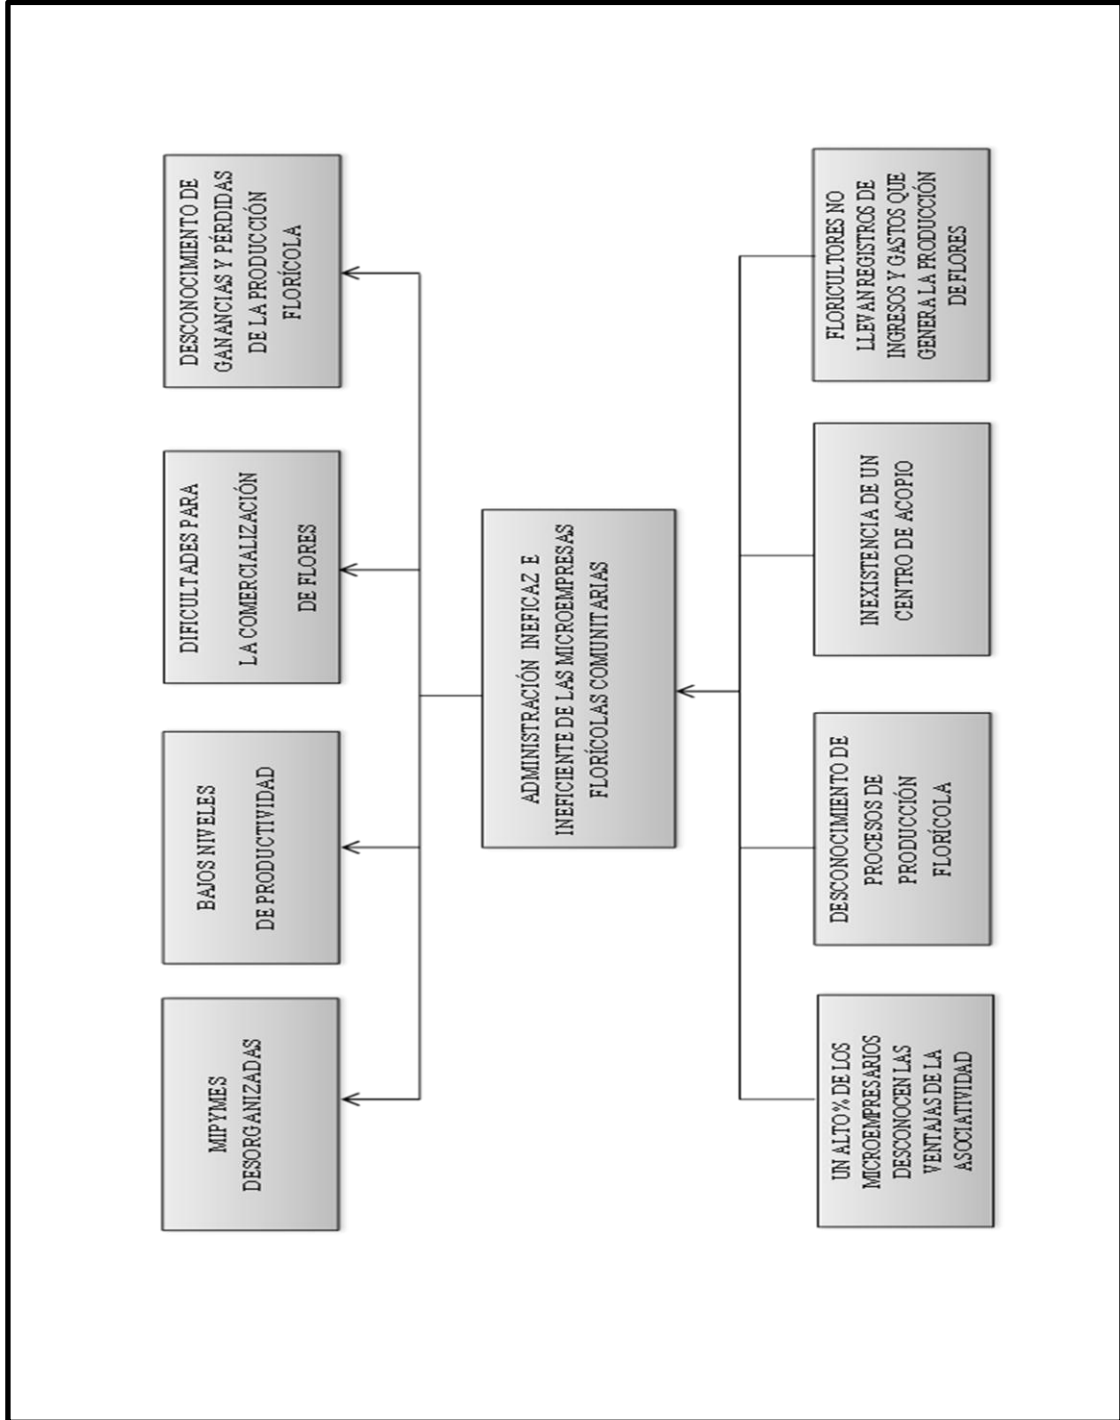 MIPYMES
DESORGANIZADAS
BAJOS NIVELES
DE PRODUCTIVIDAD
DIFICULTADES PARA
LA COMERCIALIZACIÓN
DE FLORES
DESCONOCIMIENTO DE
GANANCIAS Y PÉRDIDAS
DE LA PRODUCCIÓN
FLORÍCOLA
ADMINISTRACIÓN INEFICAZ E
INEFICIENTE DE LAS MICROEMPRESAS
FLORÍCOLAS COMUNITARIAS
UN ALTO % DE LOS
MICROEMPRESARIOS
DESCONOCEN LAS
VENTAJAS DE LA
ASOCIATIVIDAD
DESCONOCIMIENTO DE
PROCESOS DE
PRODUCCIÓN
FLORÍCOLA
INEXISTENCIA DE UN
CENTRO DE ACOPIO
FLORICULTORES NO
LLEVAN REGISTROS DE
INGRESOS Y GASTOS QUE
GENERA LA PRODUCCIÓN
DE FLORES